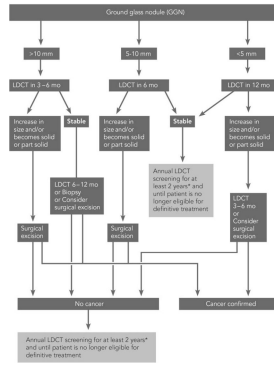 Ground glass nodule (GGN)
>10 mm
5-10 mm
<5 mm
LDCT in 3–6 mo
LDCT in 6 mo
LDCT in 12 mo
Increase in
size and/or
becomes solid
or part solid
Stable
Increase in
size and/or
becomes solid
or part solid
Stable
Increase in
size and/or
becomes solid
or part solid
LDCT 6–12 mo
or Biopsy
or Consider
surgical excision
Annual LDCT
screening for at
least 2 years* and
until patient is no
longer eligible for
definitive treatment
LDCT
3–6 mo
or
Consider
surgical
excision
Surgical
excision
Surgical
excision
No cancer
Cancer confirmed
Annual LDCT screening for at least 2 years*
and until patient is no longer eligible for
definitive treatment